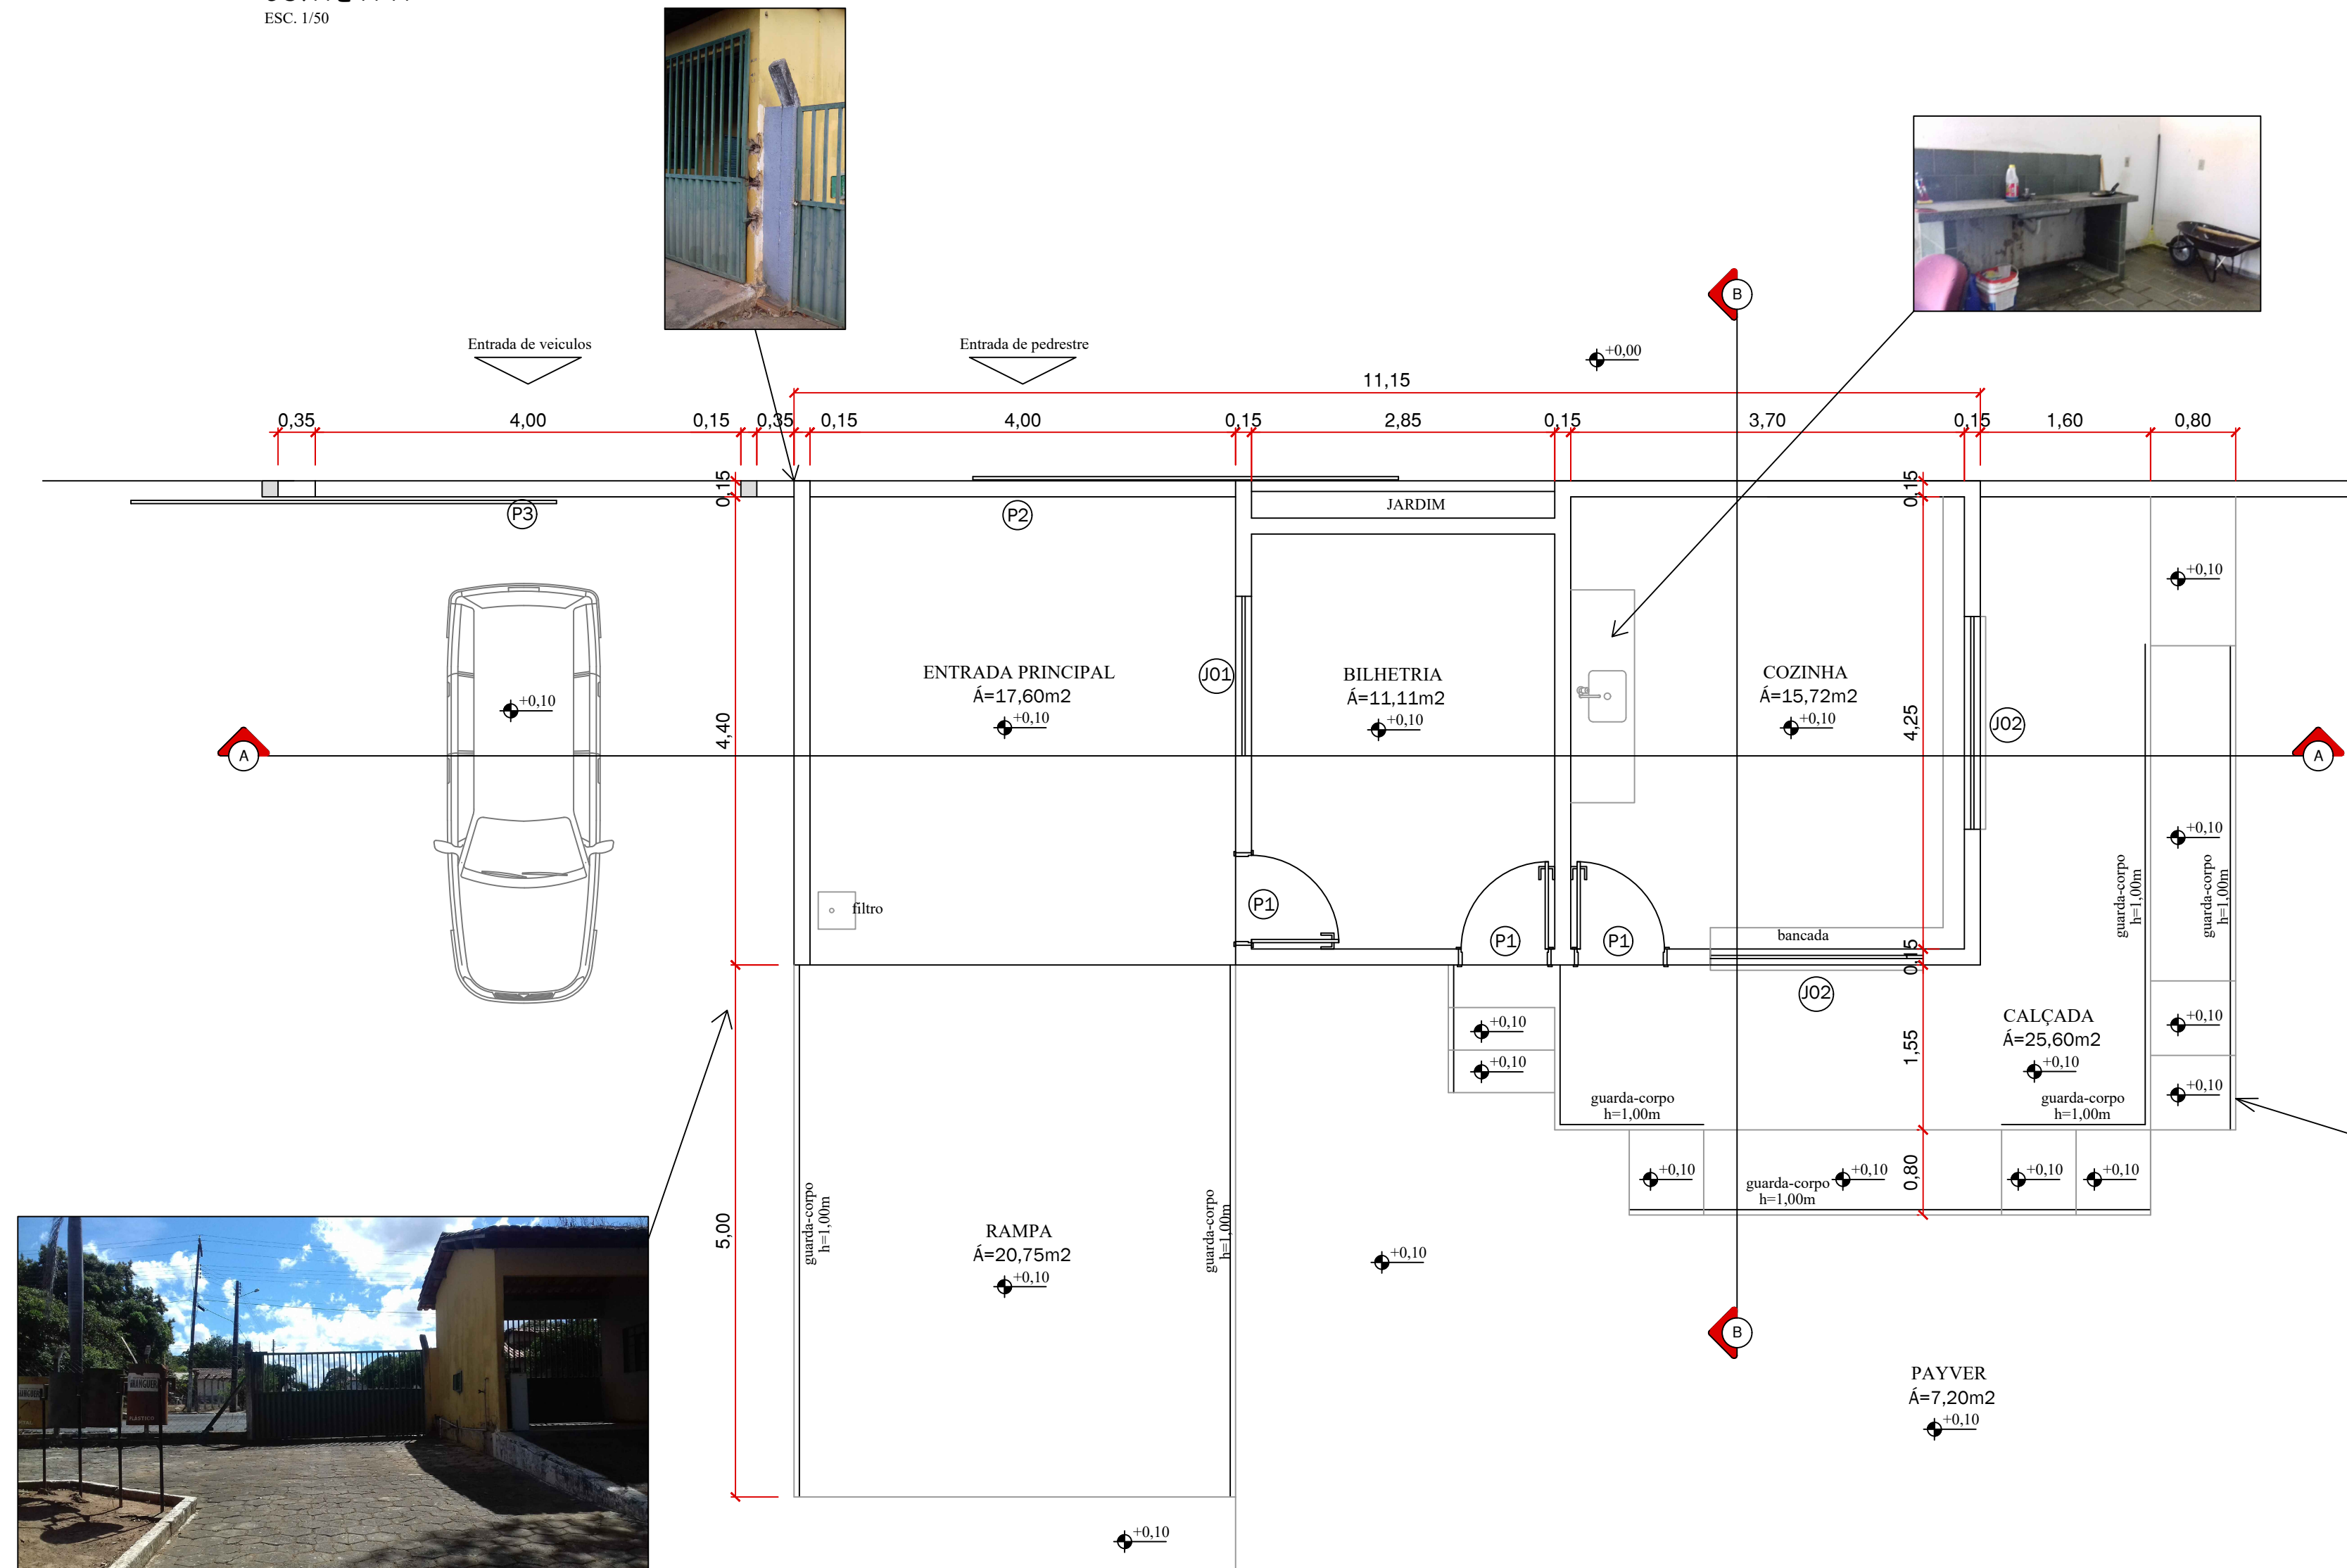 ESC. 1/50
Entrada de veiculos
Entrada de pedrestre
+0,00
11,15
0,35
4,00
0,15
0,35
0,15
4,00
0,15
2,85
0,15
3,70
0,15
1,60
0,80
0,15
0,15
P3
P2
JARDIM
+0,10
ENTRADA PRINCIPAL
Á=17,60m2
+0,10
J01
BILHETRIA
Á=11,11m2
+0,10
COZINHA
Á=15,72m2
+0,10
J02
B
A
A
4,40
4,25
+0,10
+0,10
filtro
P1
P1
P1
bancada
0,15
J02
guarda-corpo
h=1,00m
guarda-corpo
h=1,00m
CALÇADA
Á=25,60m2
+0,10
+0,10
+0,10
+0,10
+0,10
1,55
guarda-corpo
h=1,00m
guarda-corpo
h=1,00m
+0,10
+0,10
+0,10
+0,10
guarda-corpo
h=1,00m
0,80
5,00
guarda-corpo
h=1,00m
RAMPA
Á=20,75m2
+0,10
guarda-corpo
h=1,00m
+0,10
B
PAYVER
Á=7,20m2
+0,10
+0,10